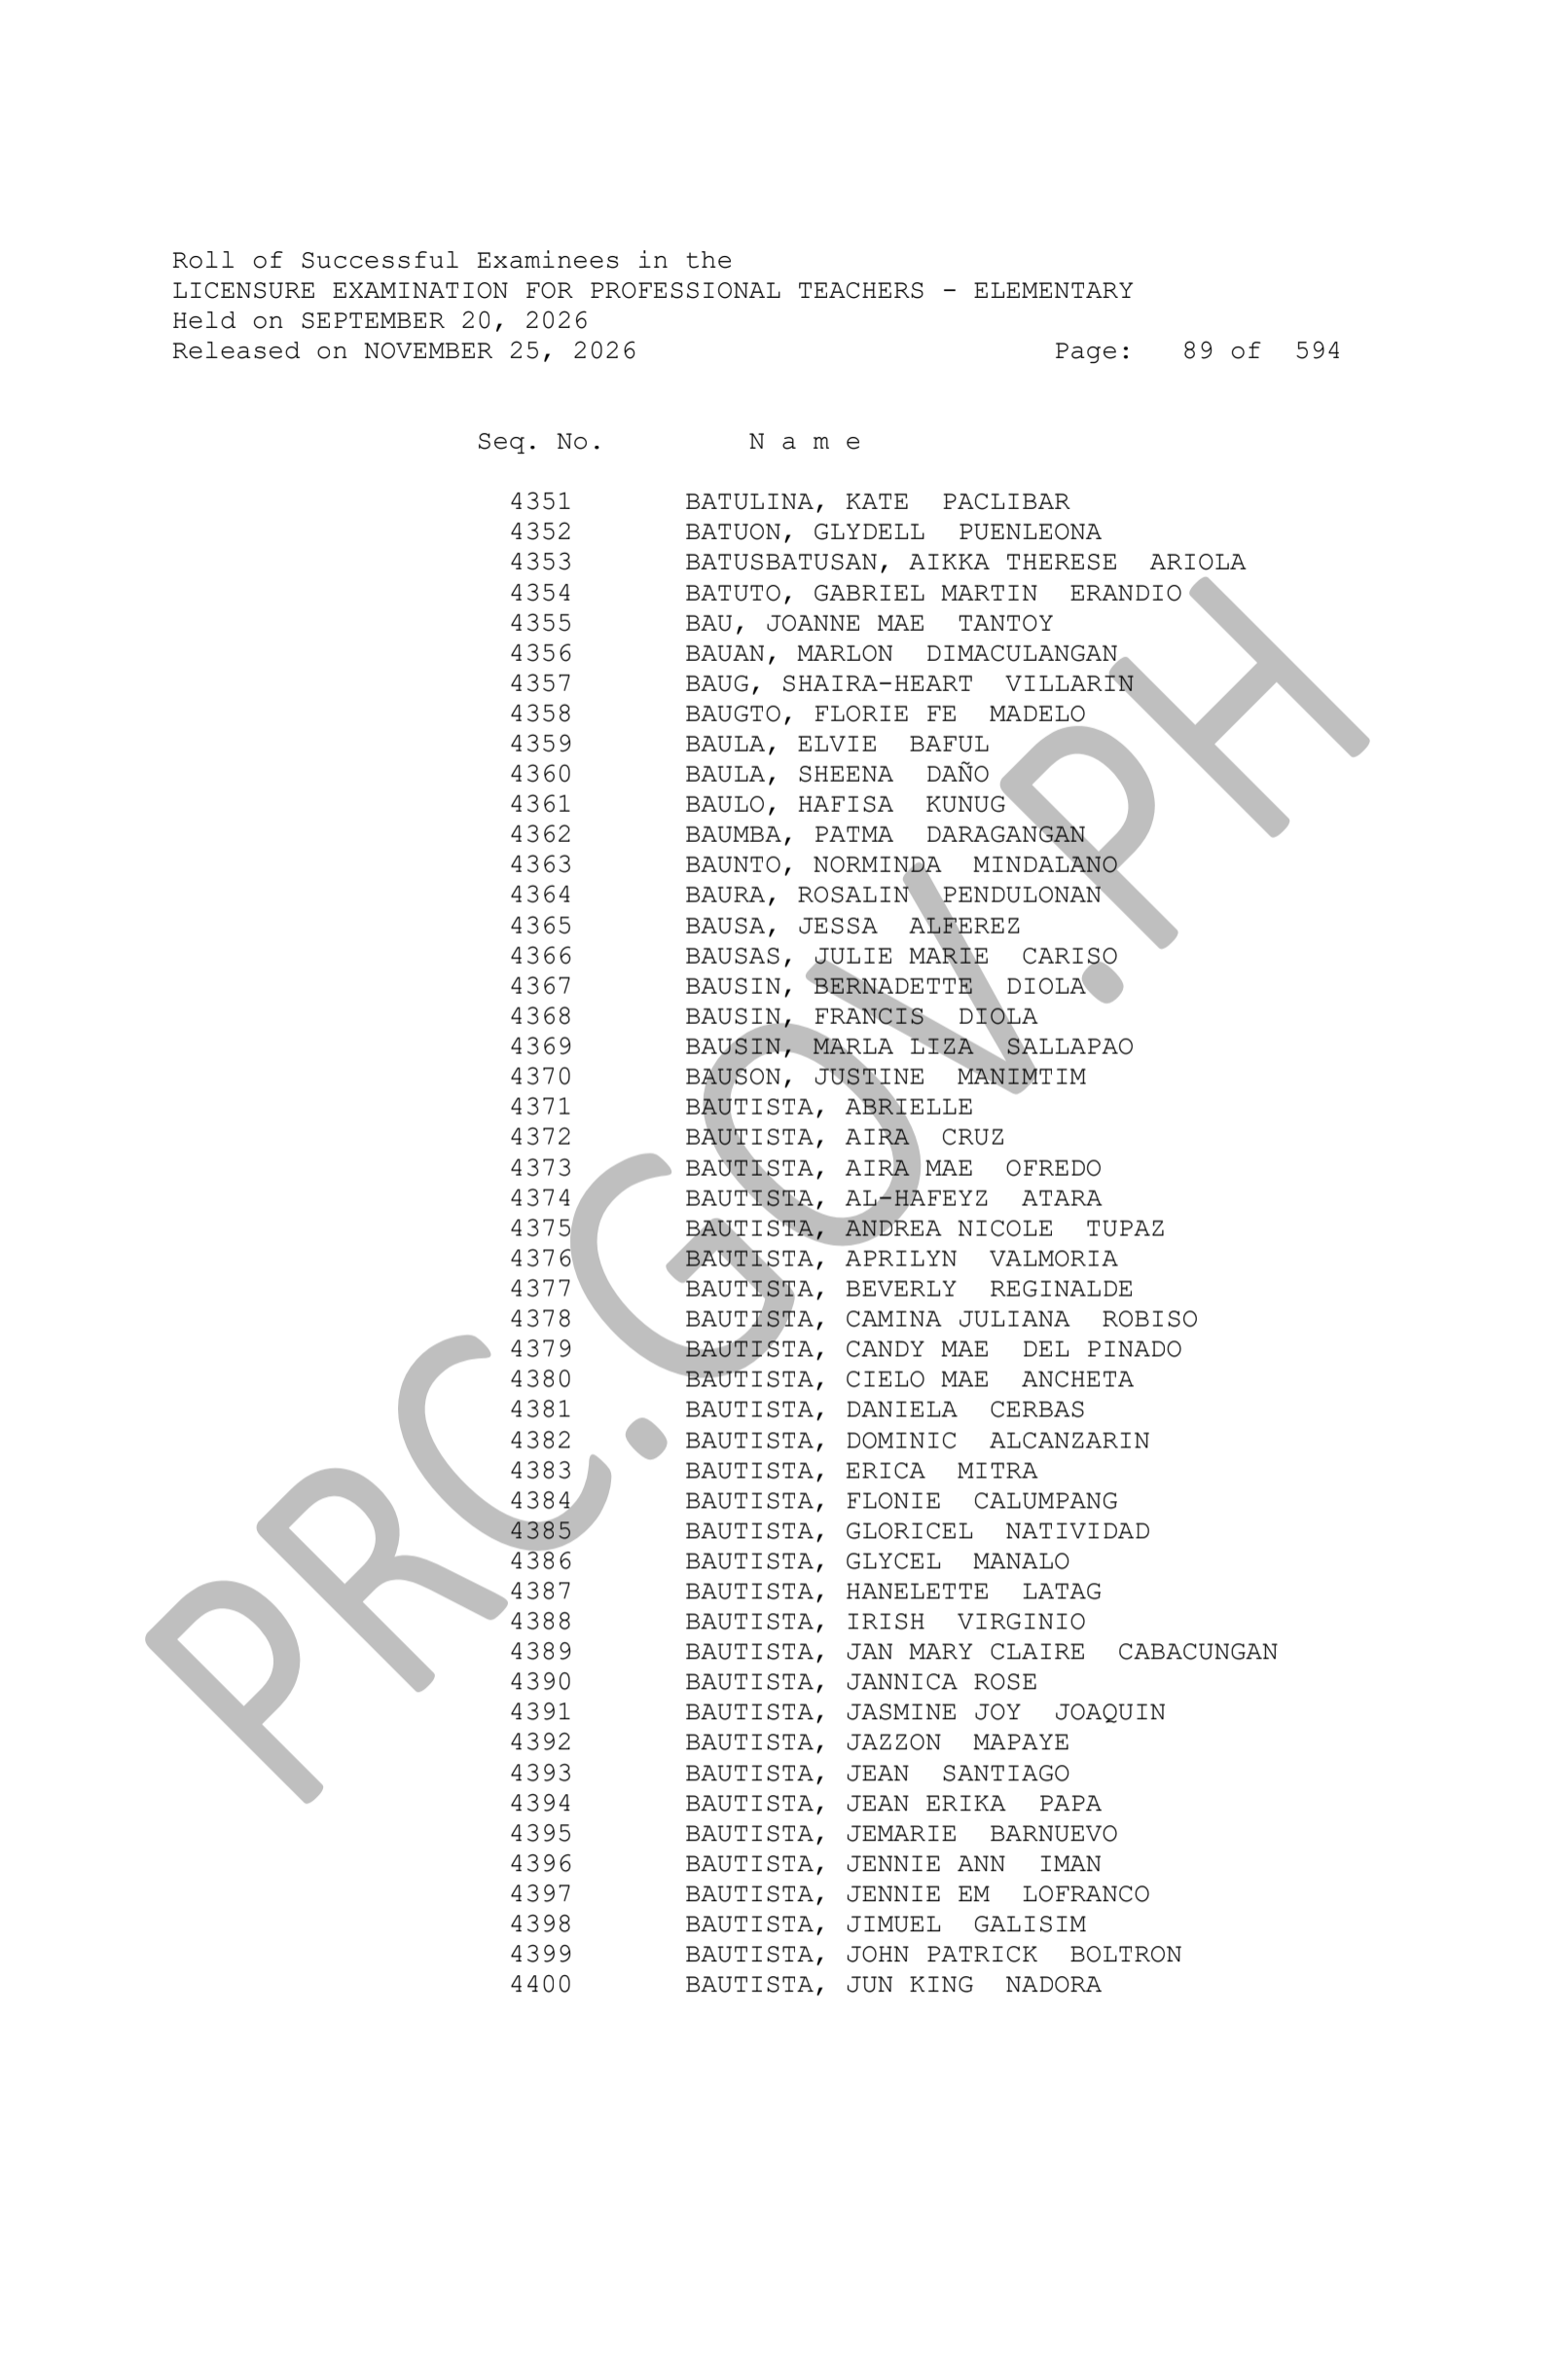 Roll of Successful Examinees in the
LICENSURE EXAMINATION FOR PROFESSIONAL TEACHERS - ELEMENTARY
Held on SEPTEMBER 20, 2026
Released on NOVEMBER 25, 2026 Page: 89 of 594
Seq. No. N a m e
4351 BATULINA, KATE PACLIBAR
4352 BATUON, GLYDELL PUENLEONA
4353 BATUSBATUSAN, AIKKA THERESE ARIOLA
4354 BATUTO, GABRIEL MARTIN ERANDIO
4355 BAU, JOANNE MAE TANTOY
4356 BAUAN, MARLON DIMACULANGAN
4357 BAUG, SHAIRA-HEART VILLARIN
4358 BAUGTO, FLORIE FE MADELO
4359 BAULA, ELVIE BAFUL
4360 BAULA, SHEENA DAÑO
4361 BAULO, HAFISA KUNUG
4362 BAUMBA, PATMA DARAGANGAN
4363 BAUNTO, NORMINDA MINDALANO
4364 BAURA, ROSALIN PENDULONAN
4365 BAUSA, JESSA ALFEREZ
4366 BAUSAS, JULIE MARIE CARISO
4367 BAUSIN, BERNADETTE DIOLA
4368 BAUSIN, FRANCIS DIOLA
4369 BAUSIN, MARLA LIZA SALLAPAO
4370 BAUSON, JUSTINE MANIMTIM
4371 BAUTISTA, ABRIELLE
4372 BAUTISTA, AIRA CRUZ
4373 BAUTISTA, AIRA MAE OFREDO
4374 BAUTISTA, AL-HAFEYZ ATARA
4375 BAUTISTA, ANDREA NICOLE TUPAZ
4376 BAUTISTA, APRILYN VALMORIA
4377 BAUTISTA, BEVERLY REGINALDE
4378 BAUTISTA, CAMINA JULIANA ROBISO
4379 BAUTISTA, CANDY MAE DEL PINADO
4380 BAUTISTA, CIELO MAE ANCHETA
4381 BAUTISTA, DANIELA CERBAS
4382 BAUTISTA, DOMINIC ALCANZARIN
4383 BAUTISTA, ERICA MITRA
4384 BAUTISTA, FLONIE CALUMPANG
4385 BAUTISTA, GLORICEL NATIVIDAD
4386 BAUTISTA, GLYCEL MANALO
4387 BAUTISTA, HANELETTE LATAG
4388 BAUTISTA, IRISH VIRGINIO
4389 BAUTISTA, JAN MARY CLAIRE CABACUNGAN
4390 BAUTISTA, JANNICA ROSE
4391 BAUTISTA, JASMINE JOY JOAQUIN
4392 BAUTISTA, JAZZON MAPAYE
4393 BAUTISTA, JEAN SANTIAGO
4394 BAUTISTA, JEAN ERIKA PAPA
4395 BAUTISTA, JEMARIE BARNUEVO
4396 BAUTISTA, JENNIE ANN IMAN
4397 BAUTISTA, JENNIE EM LOFRANCO
4398 BAUTISTA, JIMUEL GALISIM
4399 BAUTISTA, JOHN PATRICK BOLTRON
4400 BAUTISTA, JUN KING NADORA
PRC.GOV.PH